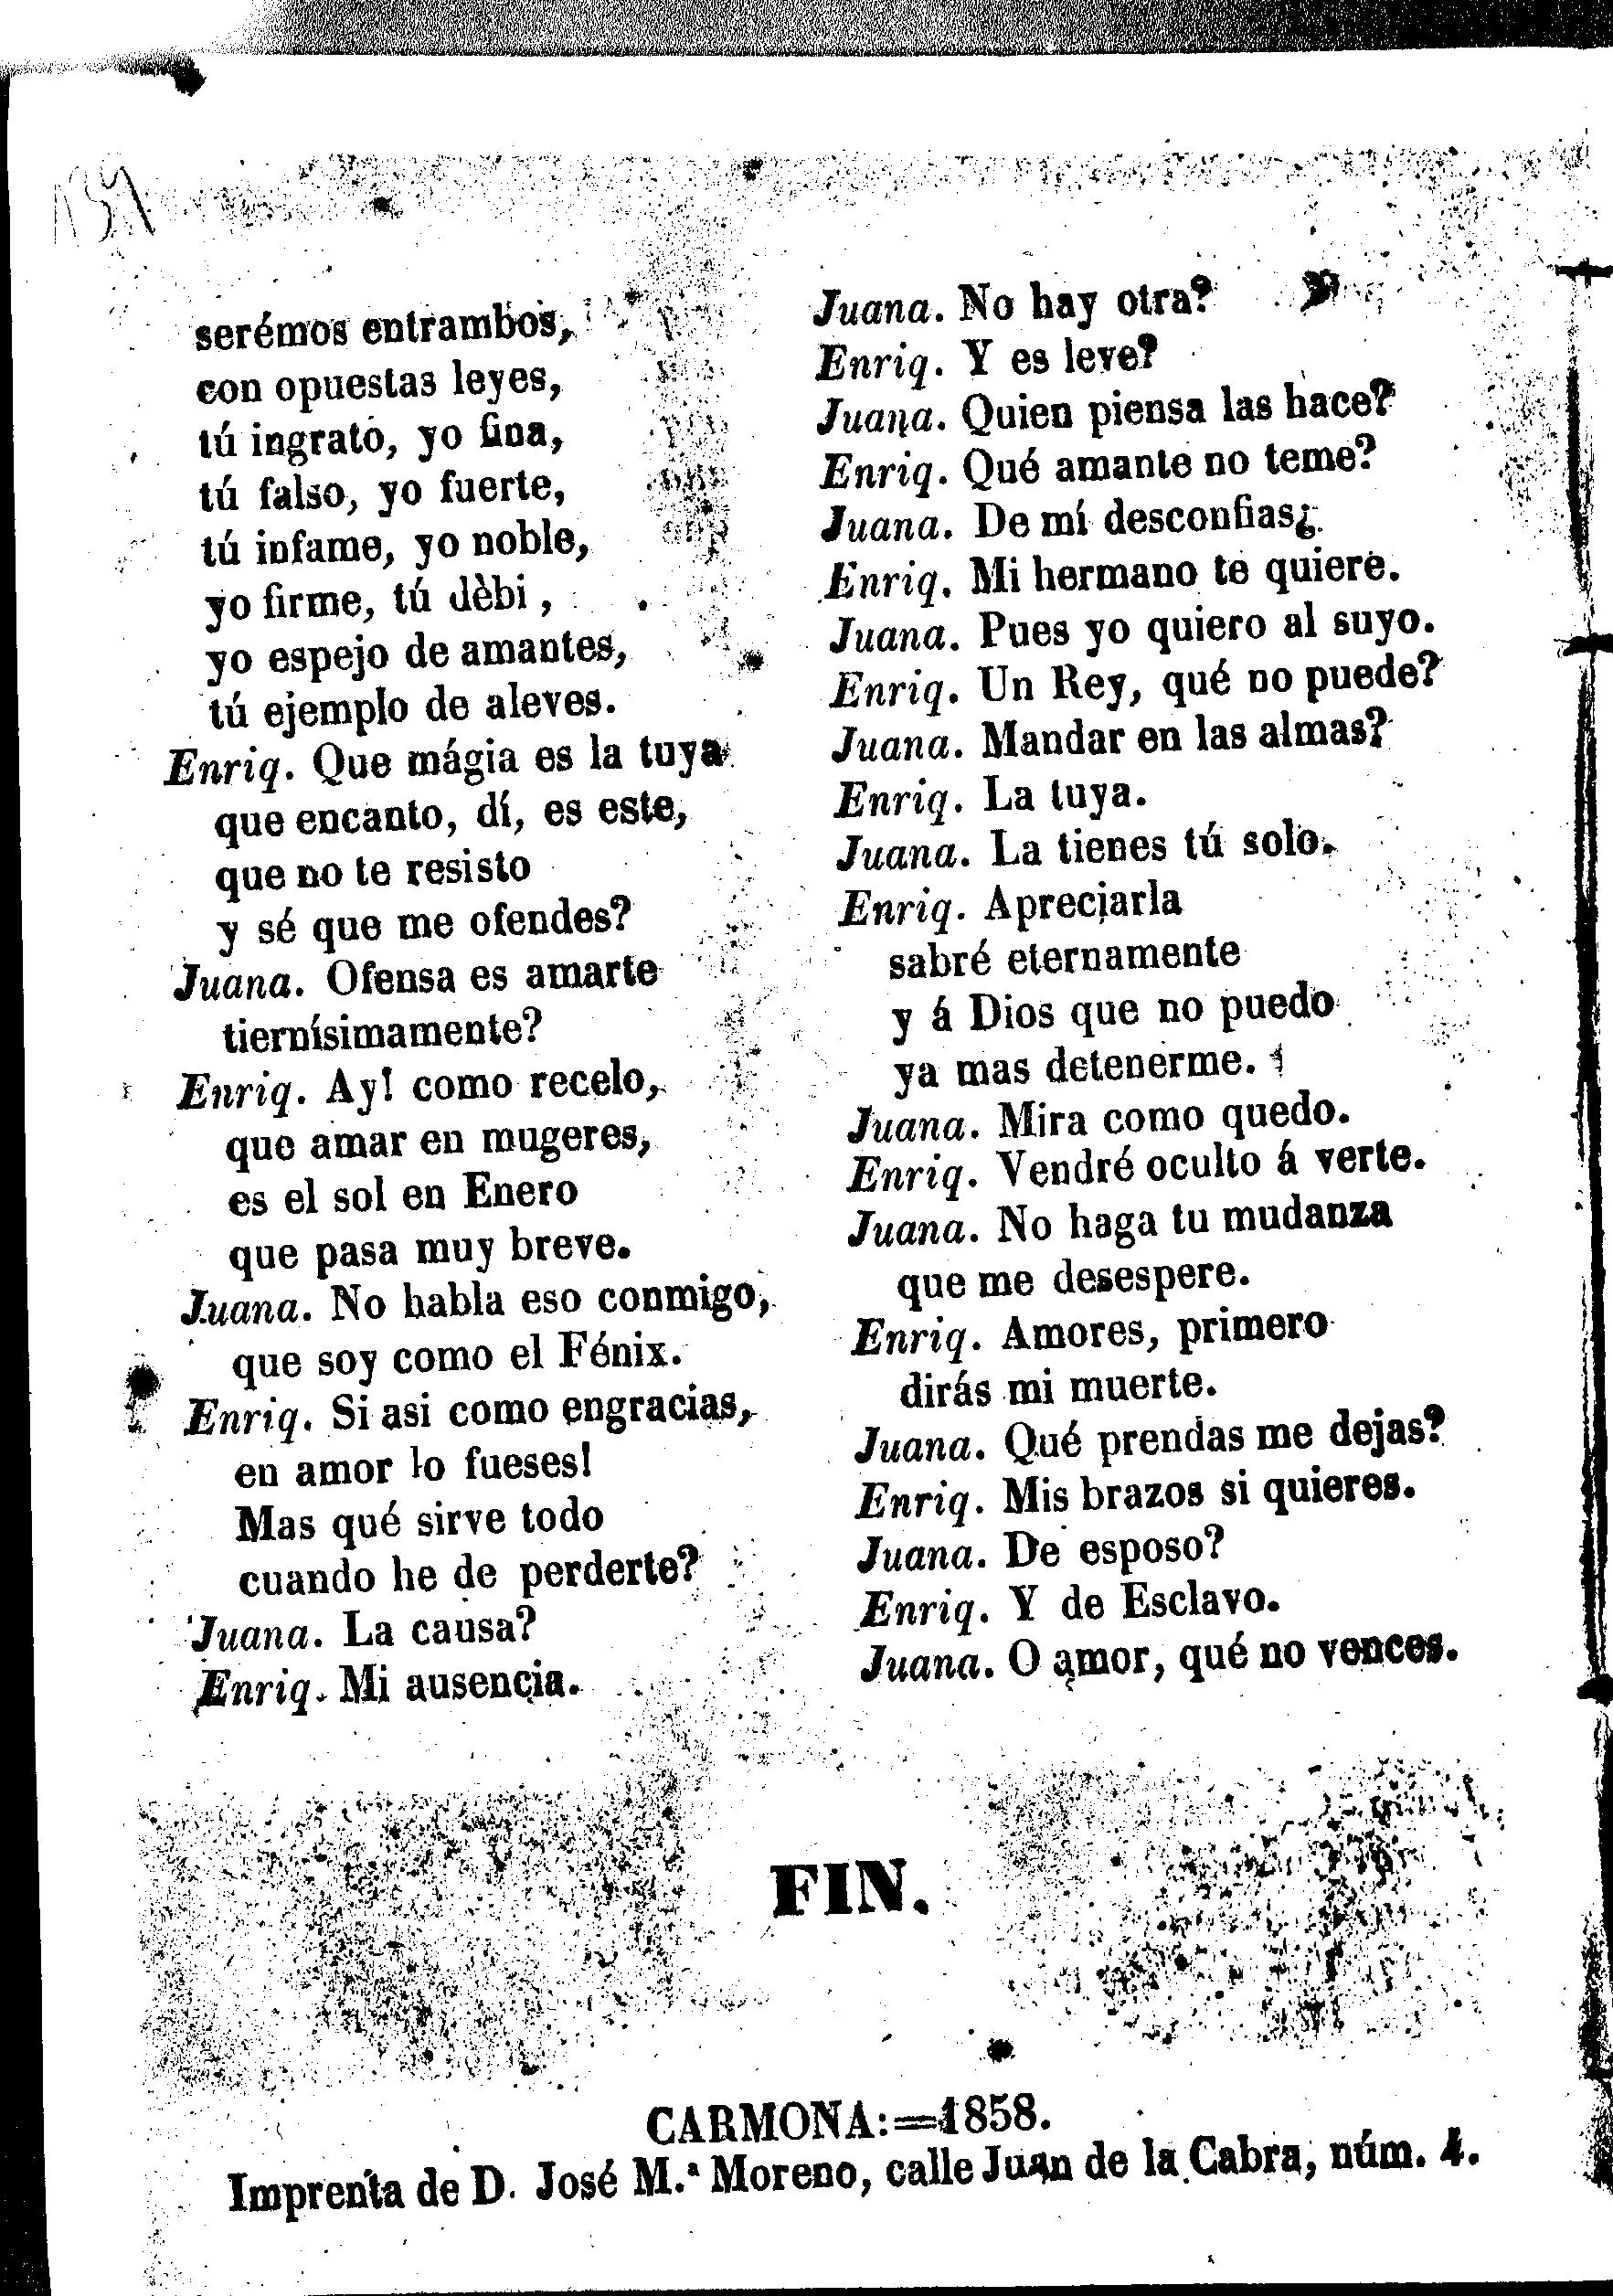 139
serémos entrambos,
con opuestas leyes,
tú ingrato, yo fina,
tú falso, yo fuerte,
tú infame, yo noble,
yo firme, tú dèbi ,
yo espejo de amantes,
tú ejemplo de aleves.
Enriq. Que mágia es la tuya
que encanto, dí, es este,
que no te resisto
y sé que me ofendes?
Juana. Ofensa es amarte
tiernísimamente?
Enriq. Ay! como recelo,
que amar en mugeres,
es el sol en Enero
que pasa muy breve.
Juana. No habla eso conmigo,
que soy como el Fénix.
Enriq. Si asi como engracias,
en amor lo fueses!
Mas qué sirve todo
cuando he de perderte?
Juana. La causa?
Enriq. Mi ausencia.
Juana. No hay otra?
Enriq. Y es leve?
Juana. Quien piensa las hace?
Enriq. Qué amante no teme?
Juana. De mí desconfias¿
Enriq. Mi hermano te quiere.
Juana. Pues yo quiero al suyo.
Enriq. Un Rey, qué no puede?
Juana. Mandar en las almas?
Enriq. La tuya.
Juana. La tienes tú solo.
Enriq. Apreciarla
sabré eternamente
y á Dios que no puedo
ya mas detenerme.
Juana. Mira como quedo.
Enriq. Vendré oculto á verte.
Juana. No haga tu mudanza
que me desespere.
Enriq. Amores, primero
dirás mi muerte.
Juana. Qué prendas me dejas?
Enriq. Mis brazos si quieres.
Juana. De esposo?
Enriq. Y de Esclavo.
Juana. O amor, qué no vences.
FIN.
CARMONA:=1858.
Imprenta de D. José M.ª Moreno, calle Juan de la Cabra, núm. 4.